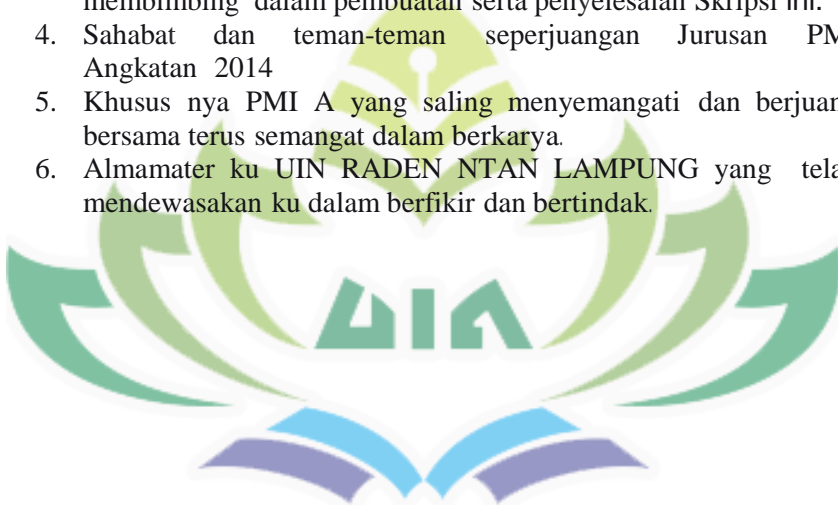 membimbing dalam pembuatan serta penyelesaian Skripsi ini.
4. Sahabat dan teman-teman seperjuangan Jurusan PM
Angkatan 2014
5. Khusus nya PMI A yang saling menyemangati dan berjuan
bersama terus semangat dalam berkarya.
6. Almamater ku UIN RADEN NTAN LAMPUNG yang tela
mendewasakan ku dalam berfikir dan bertindak.
UIN